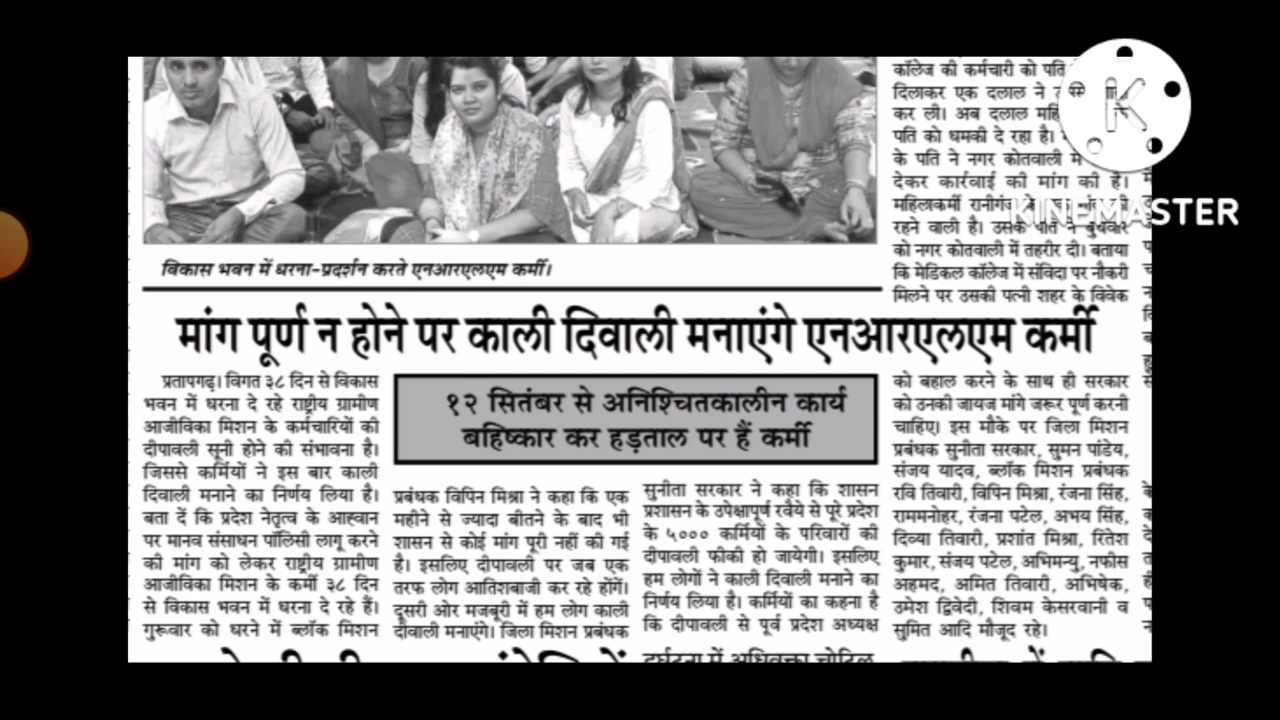 विकास भवन में धरना-प्रदर्शन करते एनआरएलएम कर्मी।
मांग पूर्ण न होने पर काली दिवाली मनाएंगे एनआरएलएम कर्मी
१२ सितंबर से अनिश्चितकालीन कार्य
बहिष्कार कर हड़ताल पर हैं कर्मी
प्रतापगढ़। विगत ३८ दिन से विकास
भवन में धरना दे रहे राष्ट्रीय ग्रामीण
आजीविका मिशन के कर्मचारियों की
दीपावली सूनी होने की संभावना है।
जिससे कर्मियों ने इस बार काली
दिवाली मनाने का निर्णय लिया है।
बता दें कि प्रदेश नेतृत्व के आह्वान
पर मानव संसाधन पॉलिसी लागू करने
की मांग को लेकर राष्ट्रीय ग्रामीण
आजीविका मिशन के कर्मी ३८ दिन
से विकास भवन में धरना दे रहे हैं।
गुरूवार को धरने में ब्लॉक मिशन
प्रबंधक विपिन मिश्रा ने कहा कि एक
महीने से ज्यादा बीतने के बाद भी
शासन से कोई मांग पूरी नहीं की गई
है। इसलिए दीपावली पर जब एक
तरफ लोग आतिशबाजी कर रहे होंगें।
दूसरी ओर मजबूरी में हम लोग काली
दीवाली मनाएंगे। जिला मिशन प्रबंधक
सुनीता सरकार ने कहा कि शासन
प्रशासन के उपेक्षापूर्ण रवैये से पूरे प्रदेश
के ५००० कर्मियों के परिवारों की
दीपावली फीकी हो जायेगी। इसलिए
हम लोगों ने काली दिवाली मनाने का
निर्णय लिया है। कर्मियों का कहना है
कि दीपावली से पूर्व प्रदेश अध्यक्ष
को बहाल करने के साथ ही सरकार
को उनकी जायज मांगे जरूर पूर्ण करनी
चाहिए। इस मौके पर जिला मिशन
प्रबंधक सुनीता सरकार, सुमन पांडेय,
संजय यादव, ब्लॉक मिशन प्रबंधक
रवि तिवारी, विपिन मिश्रा, रंजना सिंह,
राममनोहर, रंजना पटेल, अभय सिंह,
दिव्या तिवारी, प्रशांत मिश्रा, रितेश
कुमार, संजय पटेल, अभिमन्यु, नफीस
अहमद, अमित तिवारी, अभिषेक,
उमेश द्विवेदी, शिवम केसरवानी व
सुमित आदि मौजूद रहे।
कॉलेज की कर्मचारी को पति
दिलाकर एक दलाल ने
कर ली। अब दलाल
पति को धमकी दे रहा है।
के पति ने नगर कोतवाली में
देकर कार्रवाई की मांग की है।
महिलाकर्मी
रहने वाली है। उसके पति ने बुधवार
को नगर कोतवाली में तहरीर दी। बताया
कि मेडिकल कॉलेज में संविदा पर नौकरी
मिलने पर उसकी पत्नी शहर के विवेक
दुर्घटना में अधिवक्ता चोटिल
KINEMASTER